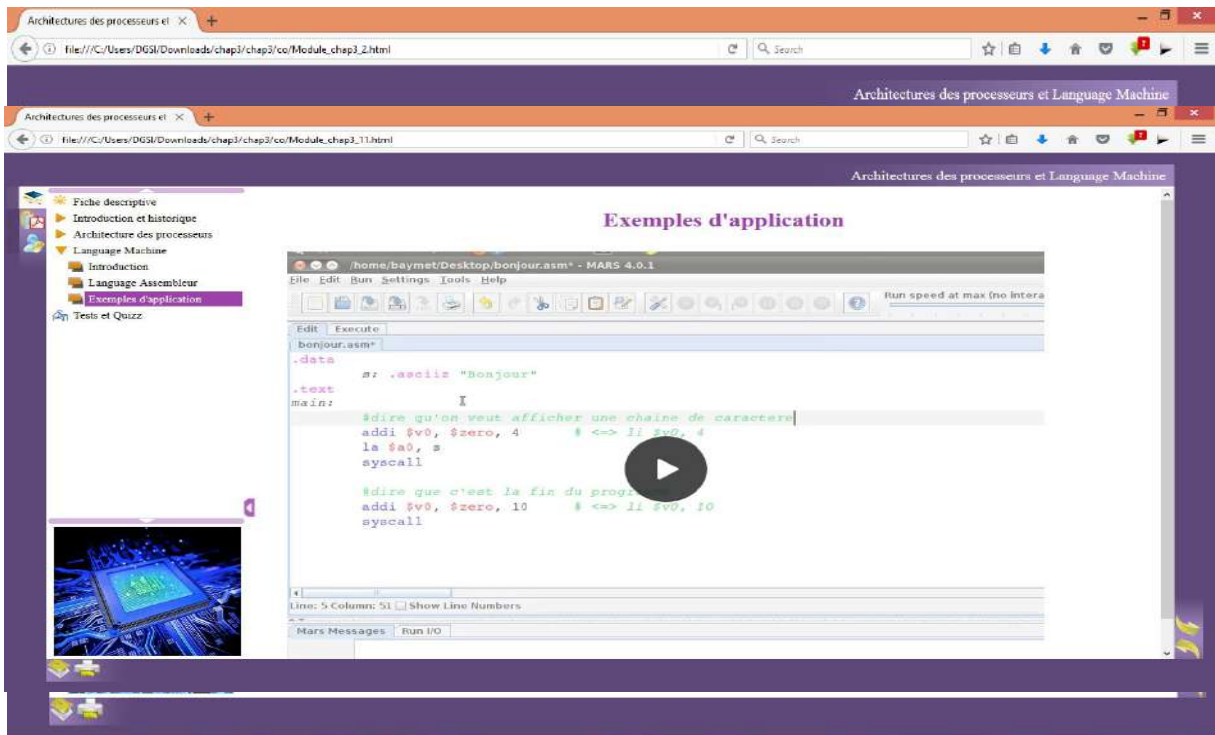 Architectures des processeurs et
file:///C:/Users/DGSI/Downloads/chap3/chap3/co/Module_chap3_2.html
Search
Architectures des processeurs et Language Machine
Architectures des processeurs et
file:///C:/Users/DGSI/Downloads/chap3/chap3/co/Module_chap3_11.html
Search
Architectures des processeurs et Language Machine
Fiche descriptive
Introduction et historique
Architecture des processeurs
Language Machine
Introduction
Language Assembleur
Exemples d'application
Tests et Quizz
Exemples d'application
/home/baymet/Desktop/bonjour.asm* - MARS 4.0.1
File Edit Run Settings Tools Help
Run speed at max (no intera
Edit Execute
bonjour.asm*
.data
s: .asciiz "Bonjour"
.text
main:
#dire qu'on veut afficher une chaine de caractere
addi $v0, $zero, 4 # <=> li $v0, 4
la $a0, s
syscall
#dire que c'est la fin du progr
addi $v0, $zero, 10 # <=> li $v0, 10
syscall
Line: 5 Column: 51 Show Line Numbers
Mars Messages Run I/O